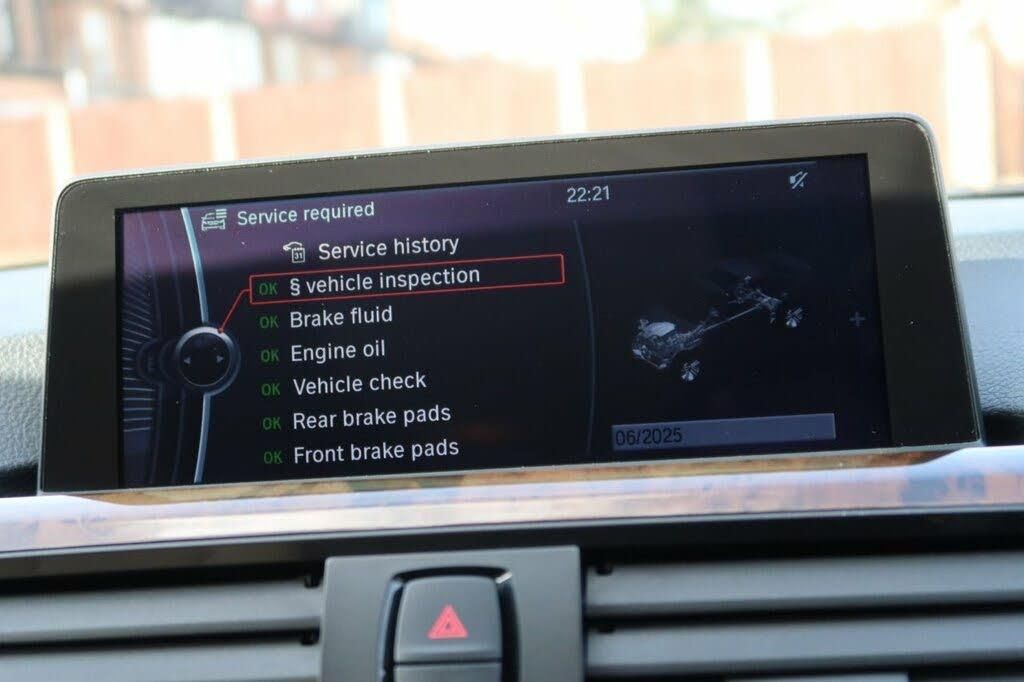 Service required
22:21
31
Service history
OK § vehicle inspection
OK Brake fluid
OK Engine oil
OK Vehicle check
OK Rear brake pads
OK Front brake pads
06/2025